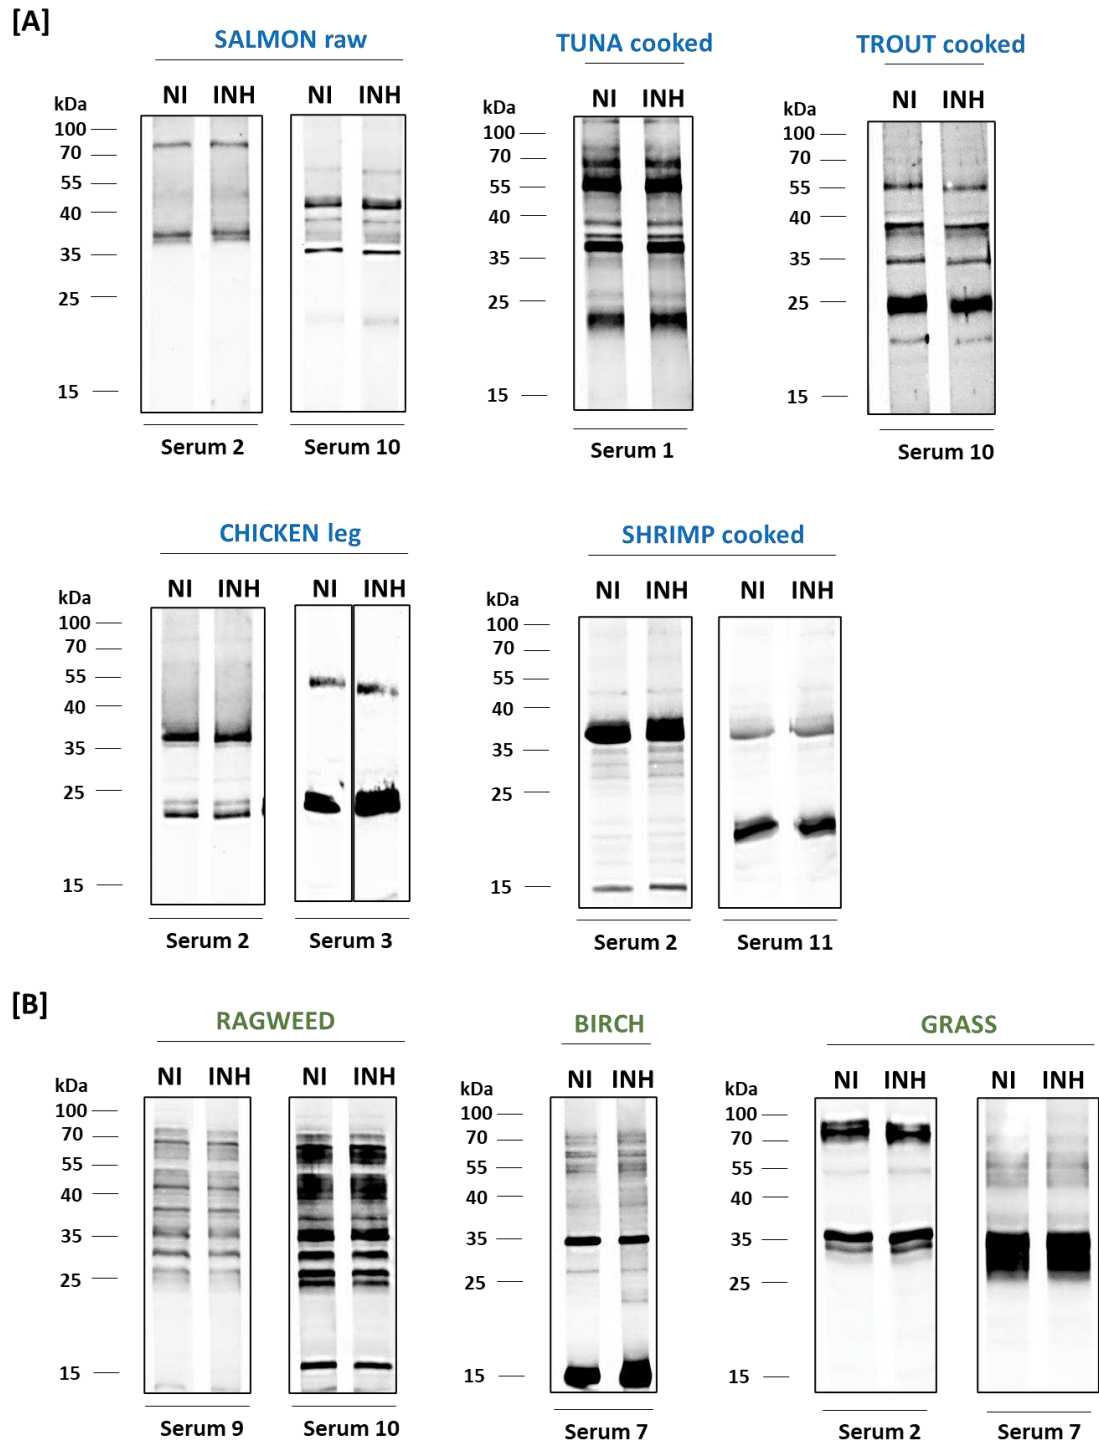 [A]
SALMON raw
TUNA cooked
TROUT cooked
kDa
NI INH
NI INH
100
70
55
40
35
25
15
Serum 2
Serum 10
kDa
NI INH
100
70
55
40
35
25
15
Serum 1
kDa
NI INH
100
70
55
40
35
25
15
Serum 10
CHICKEN leg
SHRIMP cooked
kDa
NI INH
NI INH
100
70
55
40
35
25
15
Serum 2
Serum 3
kDa
NI INH
NI INH
100
70
55
40
35
25
15
Serum 2
Serum 11
[B]
RAGWEED
BIRCH
GRASS
kDa
NI INH
NI INH
100
70
55
40
35
25
15
Serum 9
Serum 10
kDa
NI INH
100
70
55
40
35
25
15
Serum 7
kDa
NI INH
NI INH
100
70
55
40
35
25
15
Serum 2
Serum 7